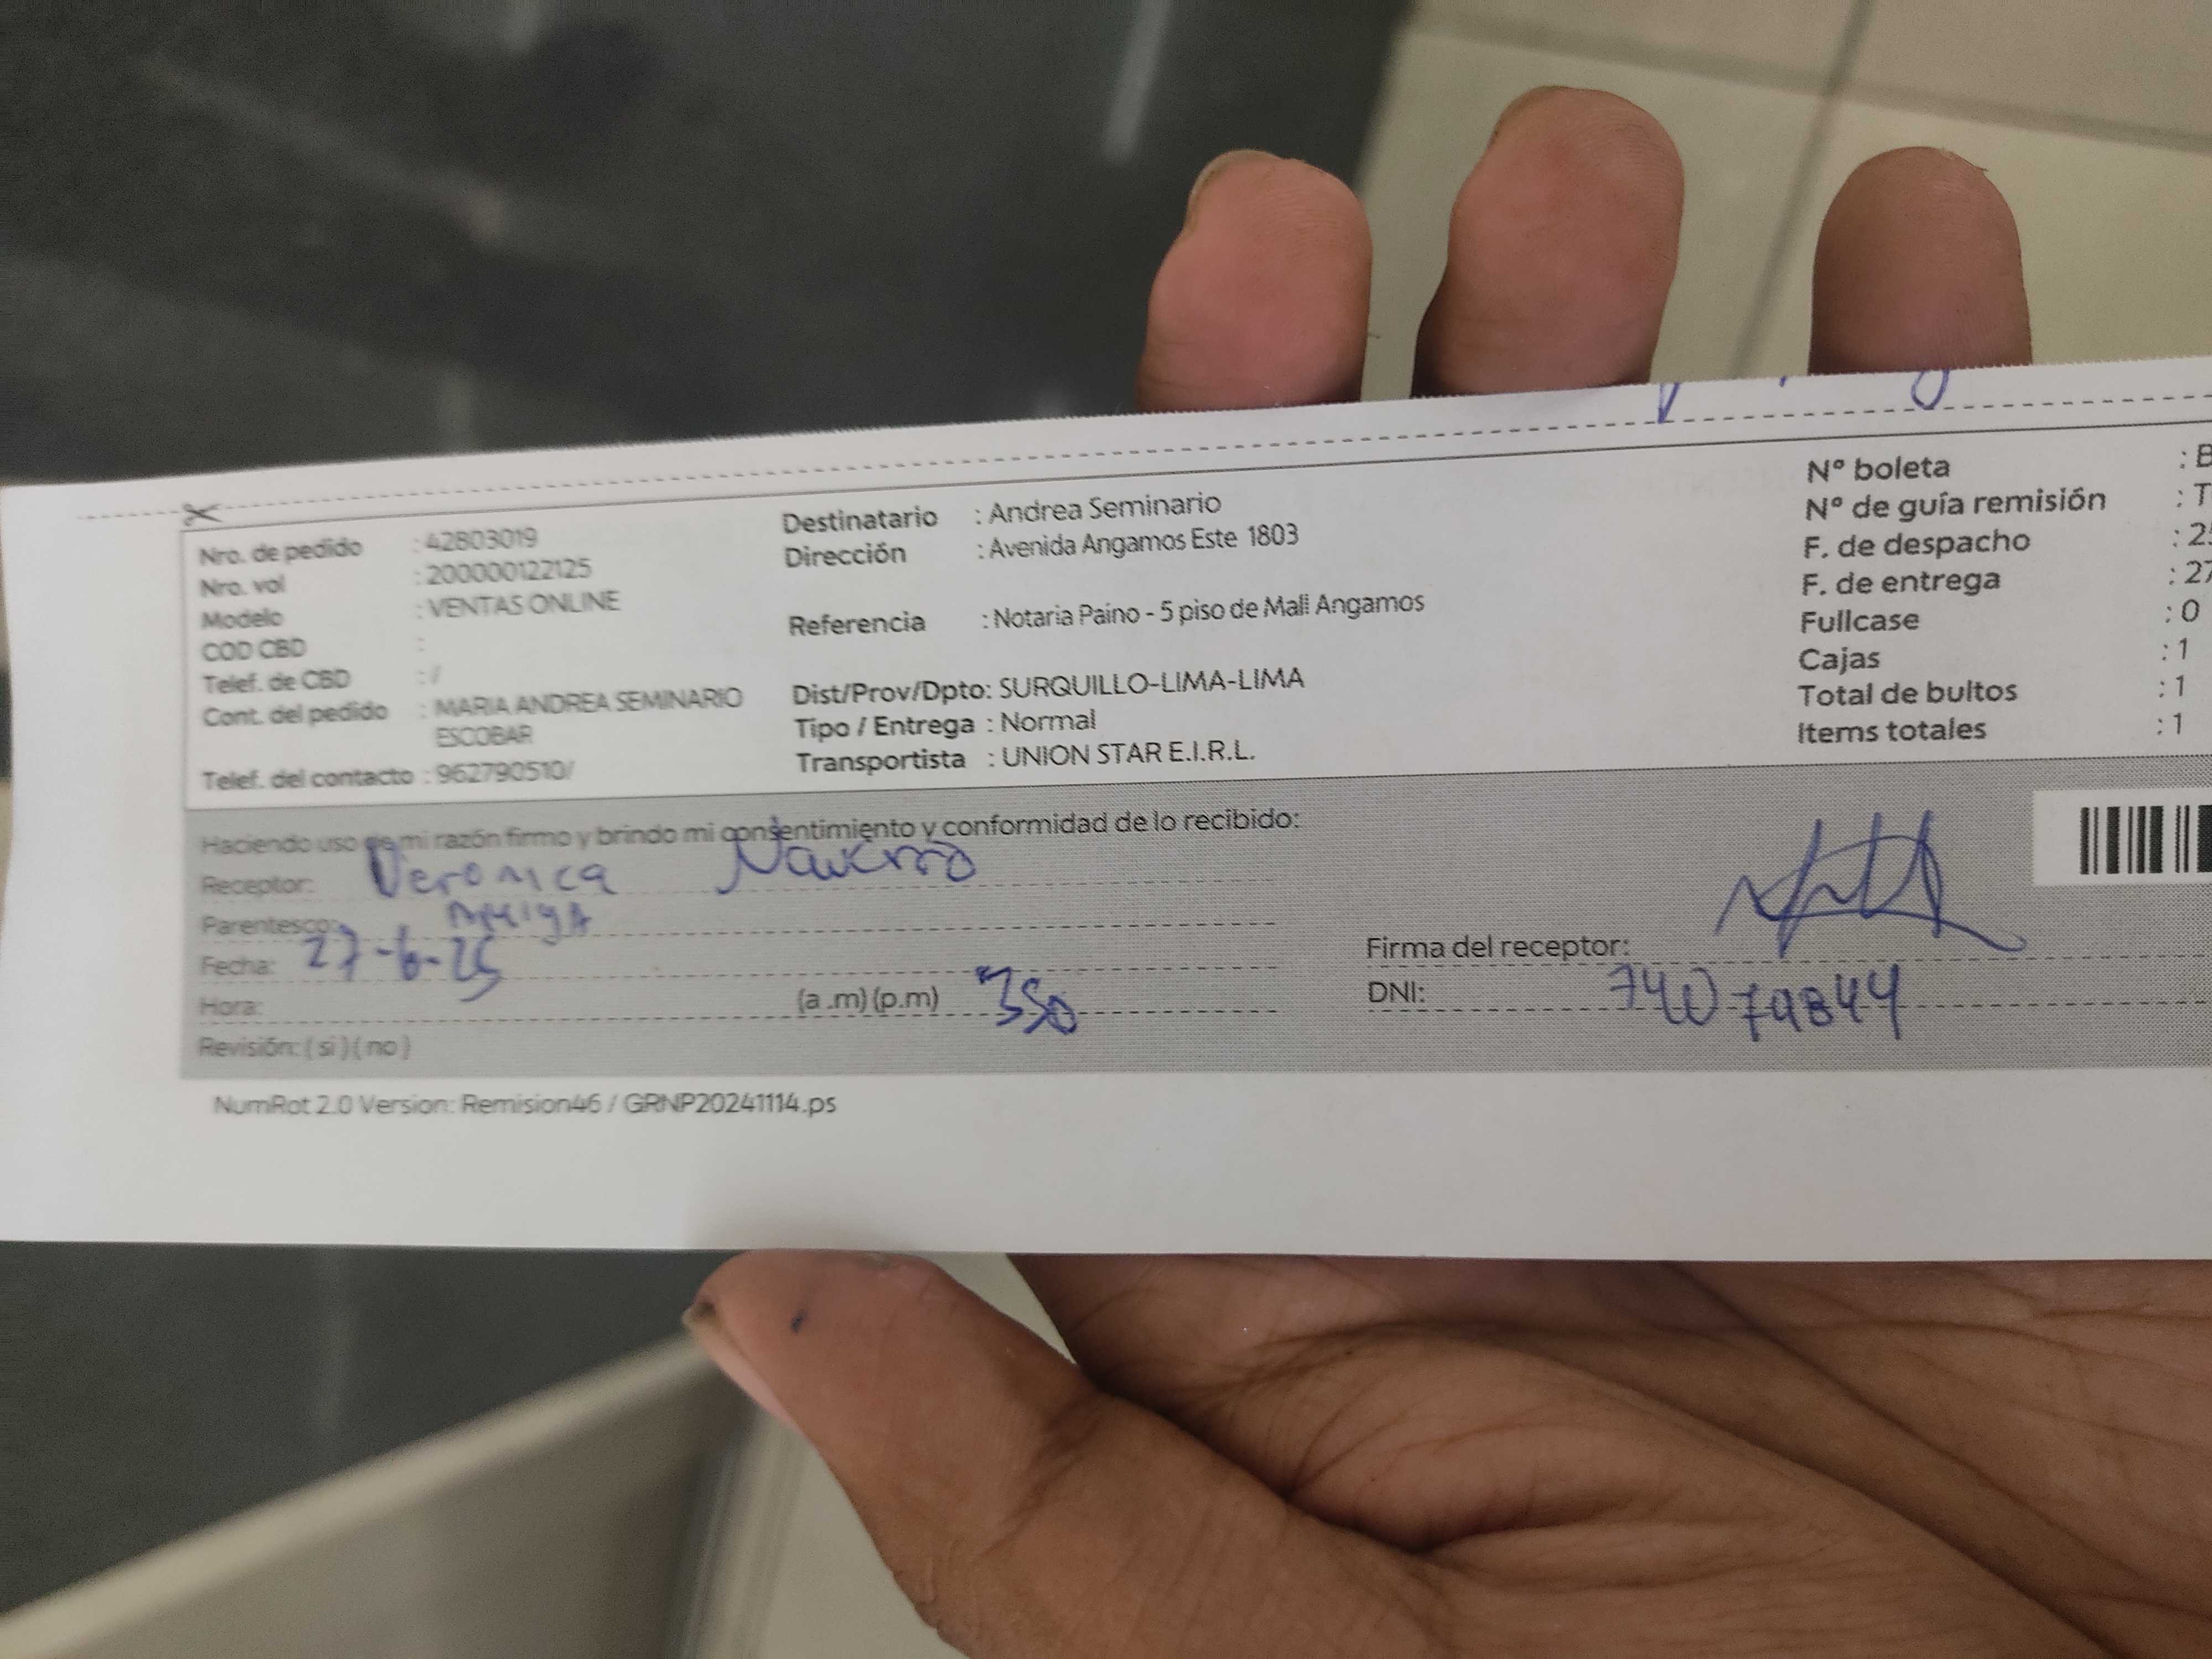 Nro. de pedido : 42803019
Nro. vol : 200000122125
Modelo : VENTAS ONLINE
COD CBD :
Telef. de CBD : /
Cont. del pedido : MARIA ANDREA SEMINARIO
ESCOBAR
Telef. del contacto : 962790510/
Destinatario : Andrea Seminario
Dirección : Avenida Angamos Este 1803
Referencia : Notaria Paino - 5 piso de Mall Angamos
Dist/Prov/Dpto: SURQUILLO-LIMA-LIMA
Tipo / Entrega : Normal
Transportista : UNION STAR E.I.R.L.
N° boleta : B
N° de guía remisión : T
F. de despacho : 2
F. de entrega : 27
Fullcase : 0
Cajas : 1
Total de bultos : 1
Items totales : 1
Haciendo uso de mi razón firmo y brindo mi consentimiento y conformidad de lo recibido:
Receptor: Veronica Navarro
Parentesco: Amiga
Fecha: 27-6-25
Hora: (a.m) (p.m) 350
Revisión: ( si ) ( no )
Firma del receptor:
DNI:
NumRot 2.0 Version: Remision46 / GRNP20241114.ps